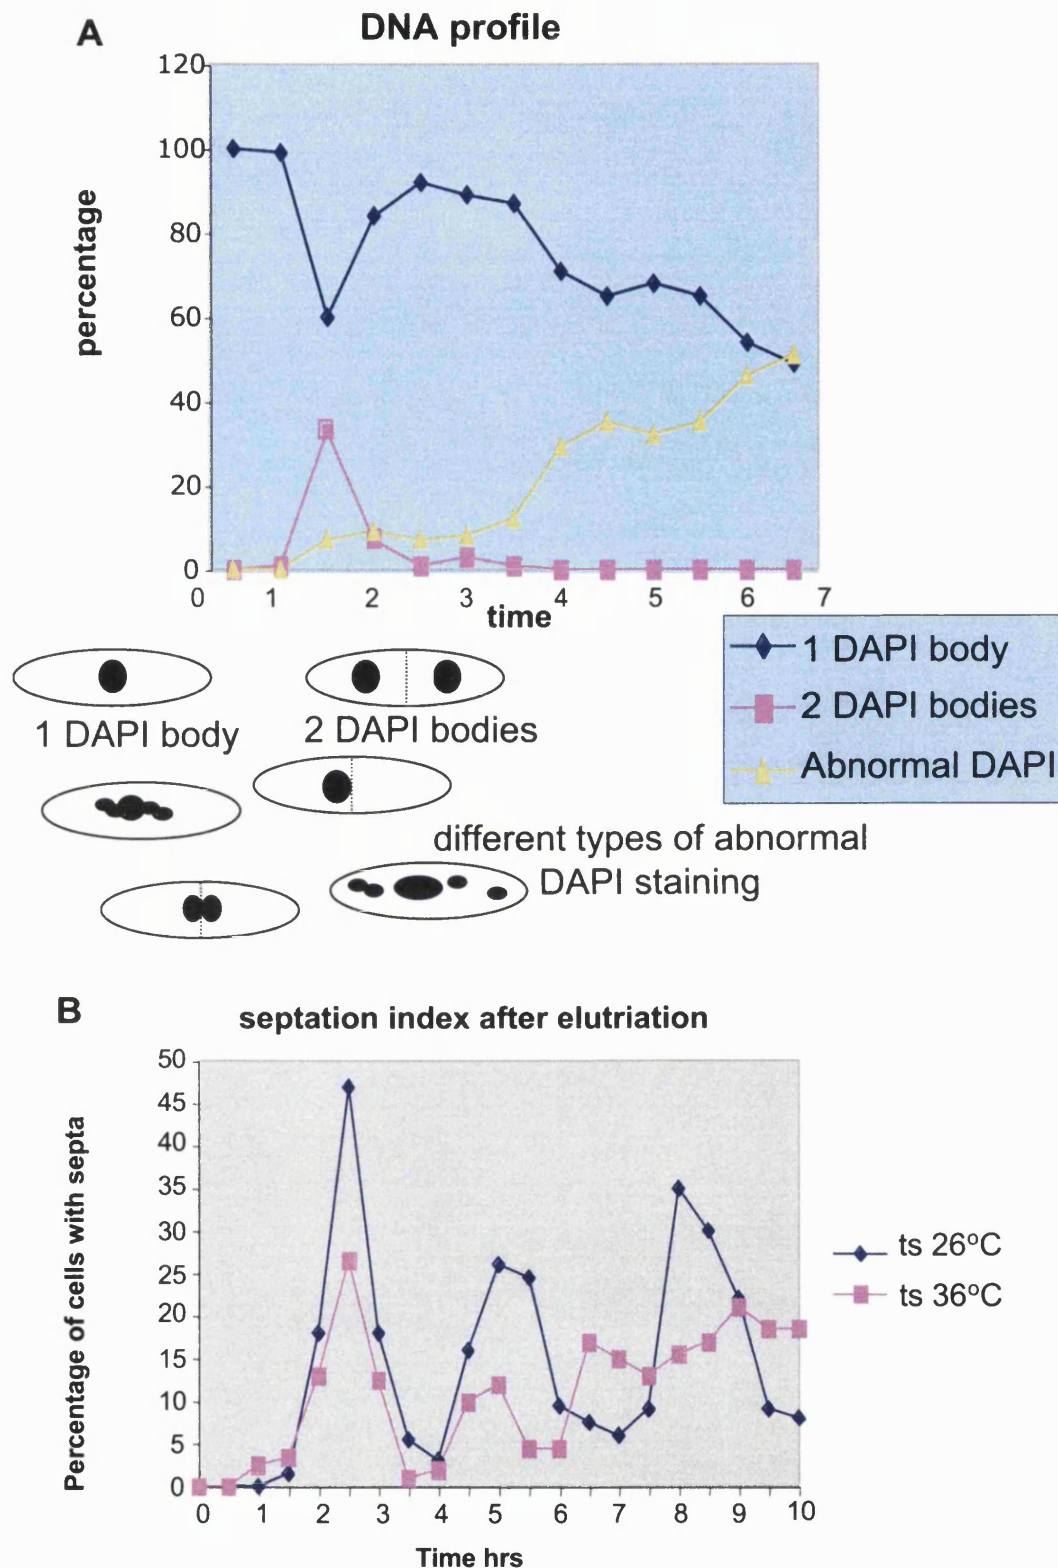 A
DNA profile
120
100
80
60
40
20
0
percentage
0 1 2 3 4 5 6 7
time
1 DAPI body
2 DAPI bodies
Abnormal DAPI
1 DAPI body
2 DAPI bodies
different types of abnormal
DAPI staining
B
septation index after elutriation
50
45
40
35
30
25
20
15
10
5
0
Percentage of cells with septa
0 1 2 3 4 5 6 7 8 9 10
Time hrs
ts 26°C
ts 36°C